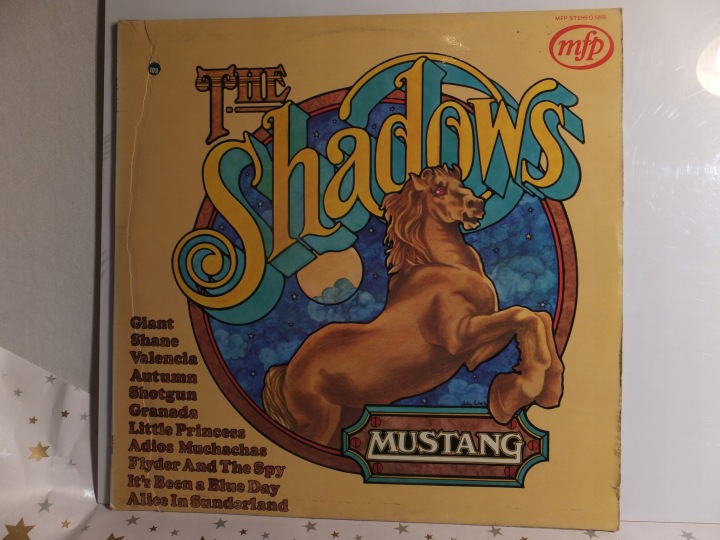 MFP STEREO
mfp
103
THE
Shadows
Giant
Shane
Valencia
Autumn
Shotgun
Granada
Little Princess
Adios Muchachas
Flyder And The Spy
It's Been a Blue Day
Alice In Sunderland
MUSTANG